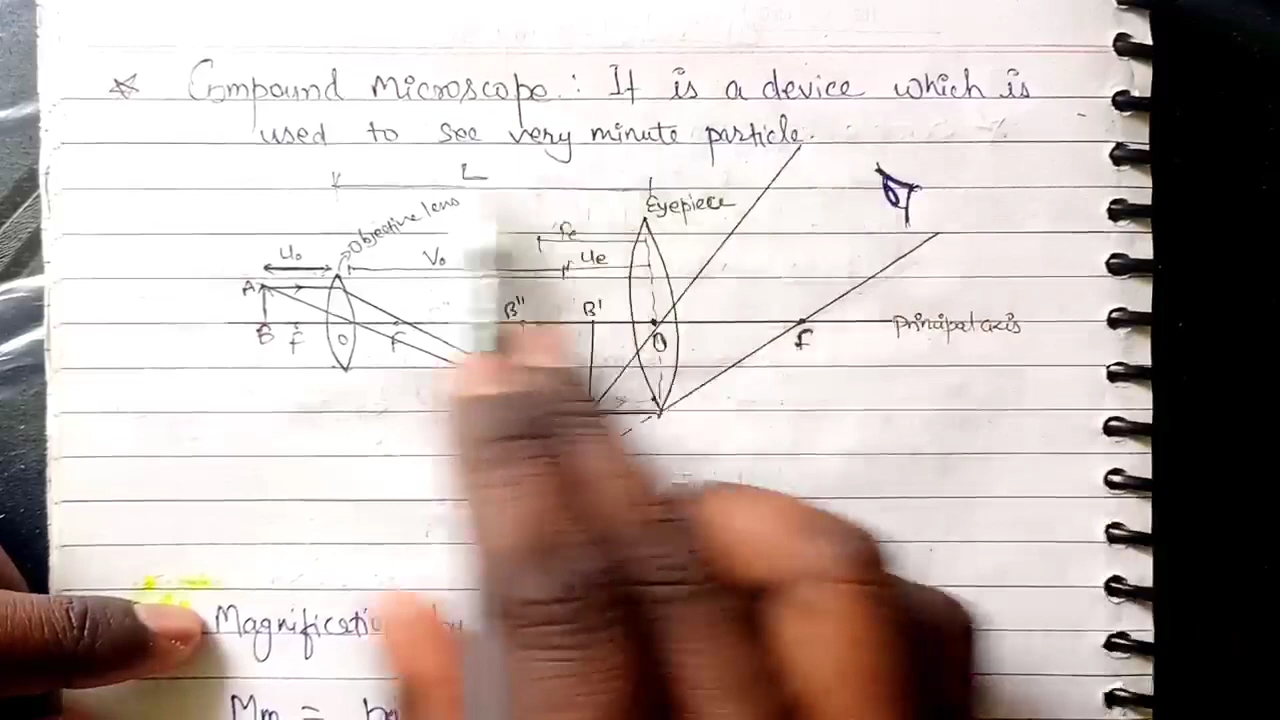 Compound Microscope : It is a device which is
used to see very minute particle.
L
Eyepiece
Objective lens
fe
uo
Vo
ue
A
B'' B'
B F O F O F Principal axis
Magnificatio
Mm =